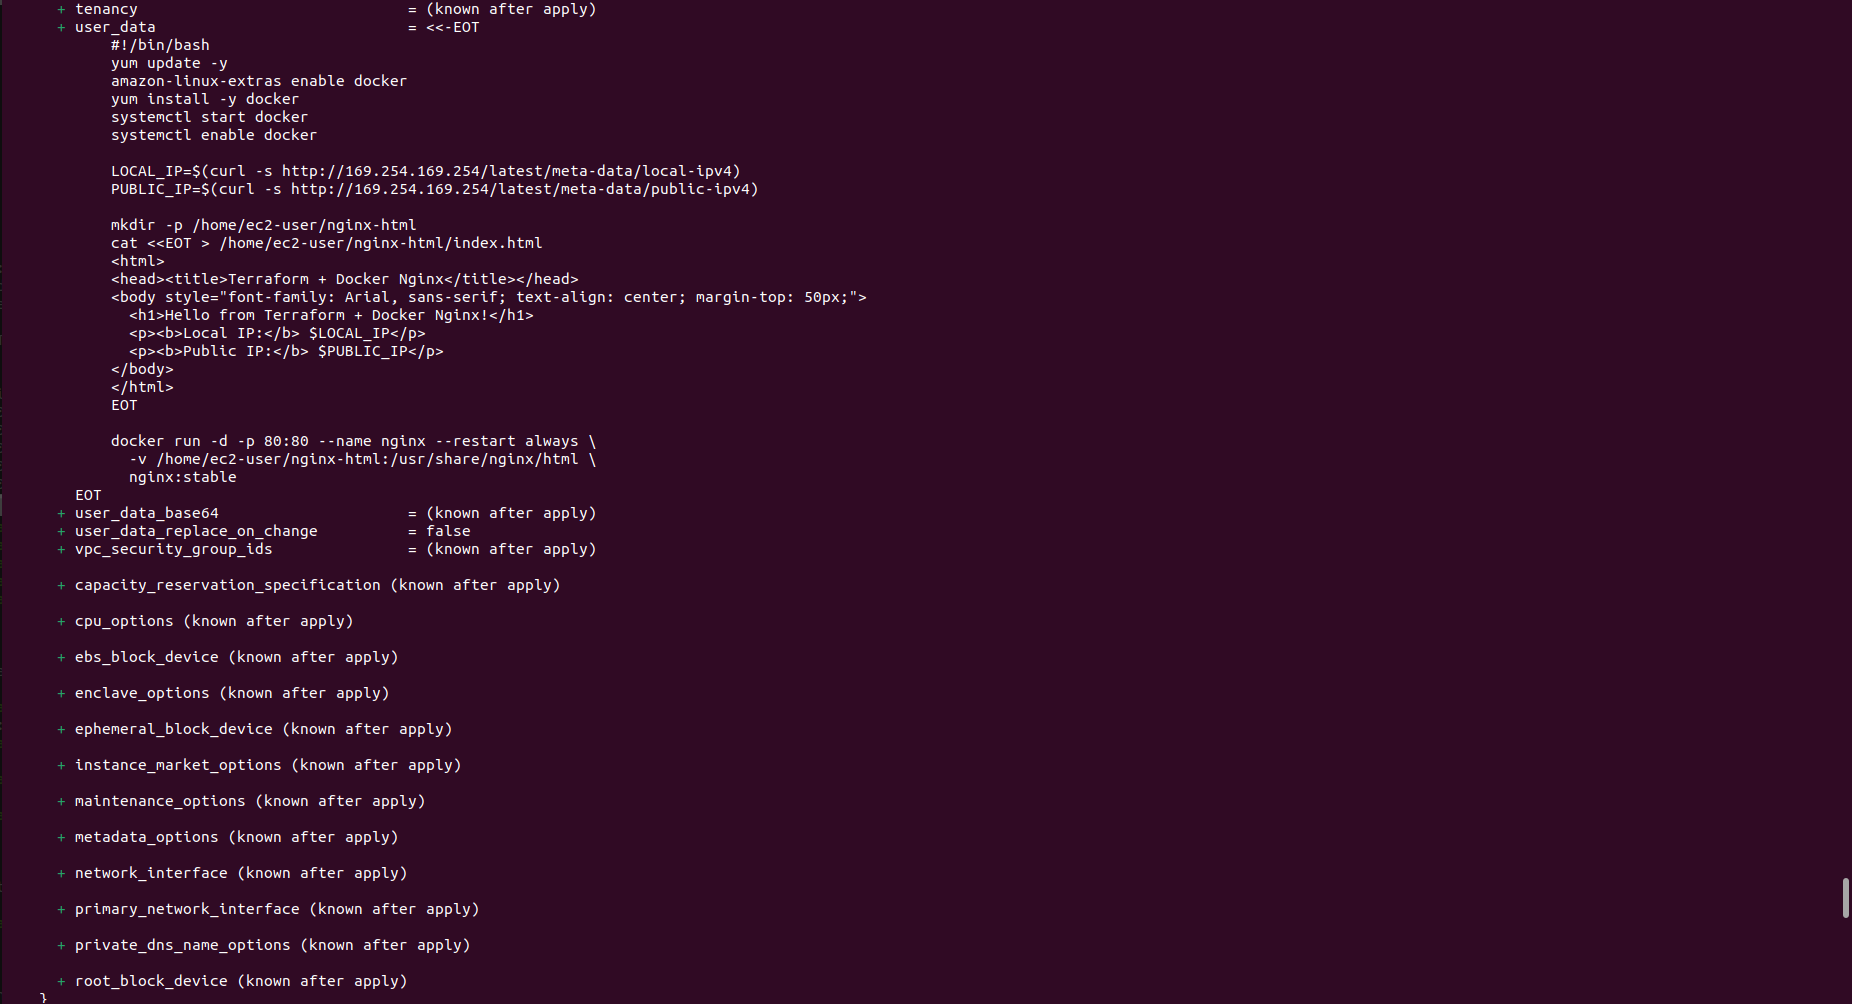 + tenancy                              = (known after apply)
+ user_data                            = <<-EOT
#!/bin/bash
yum update -y
amazon-linux-extras enable docker
yum install -y docker
systemctl start docker
systemctl enable docker
LOCAL_IP=$(curl -s http://169.254.169.254/latest/meta-data/local-ipv4)
PUBLIC_IP=$(curl -s http://169.254.169.254/latest/meta-data/public-ipv4)
mkdir -p /home/ec2-user/nginx-html
cat <<EOT > /home/ec2-user/nginx-html/index.html
<html>
<head><title>Terraform + Docker Nginx</title></head>
<body style="font-family: Arial, sans-serif; text-align: center; margin-top: 50px;">
<h1>Hello from Terraform + Docker Nginx!</h1>
<p><b>Local IP:</b> $LOCAL_IP</p>
<p><b>Public IP:</b> $PUBLIC_IP</p>
</body>
</html>
EOT
docker run -d -p 80:80 --name nginx --restart always \
-v /home/ec2-user/nginx-html:/usr/share/nginx/html \
nginx:stable
EOT
+ user_data_base64                     = (known after apply)
+ user_data_replace_on_change          = false
+ vpc_security_group_ids               = (known after apply)
+ capacity_reservation_specification (known after apply)
+ cpu_options (known after apply)
+ ebs_block_device (known after apply)
+ enclave_options (known after apply)
+ ephemeral_block_device (known after apply)
+ instance_market_options (known after apply)
+ maintenance_options (known after apply)
+ metadata_options (known after apply)
+ network_interface (known after apply)
+ primary_network_interface (known after apply)
+ private_dns_name_options (known after apply)
+ root_block_device (known after apply)
}